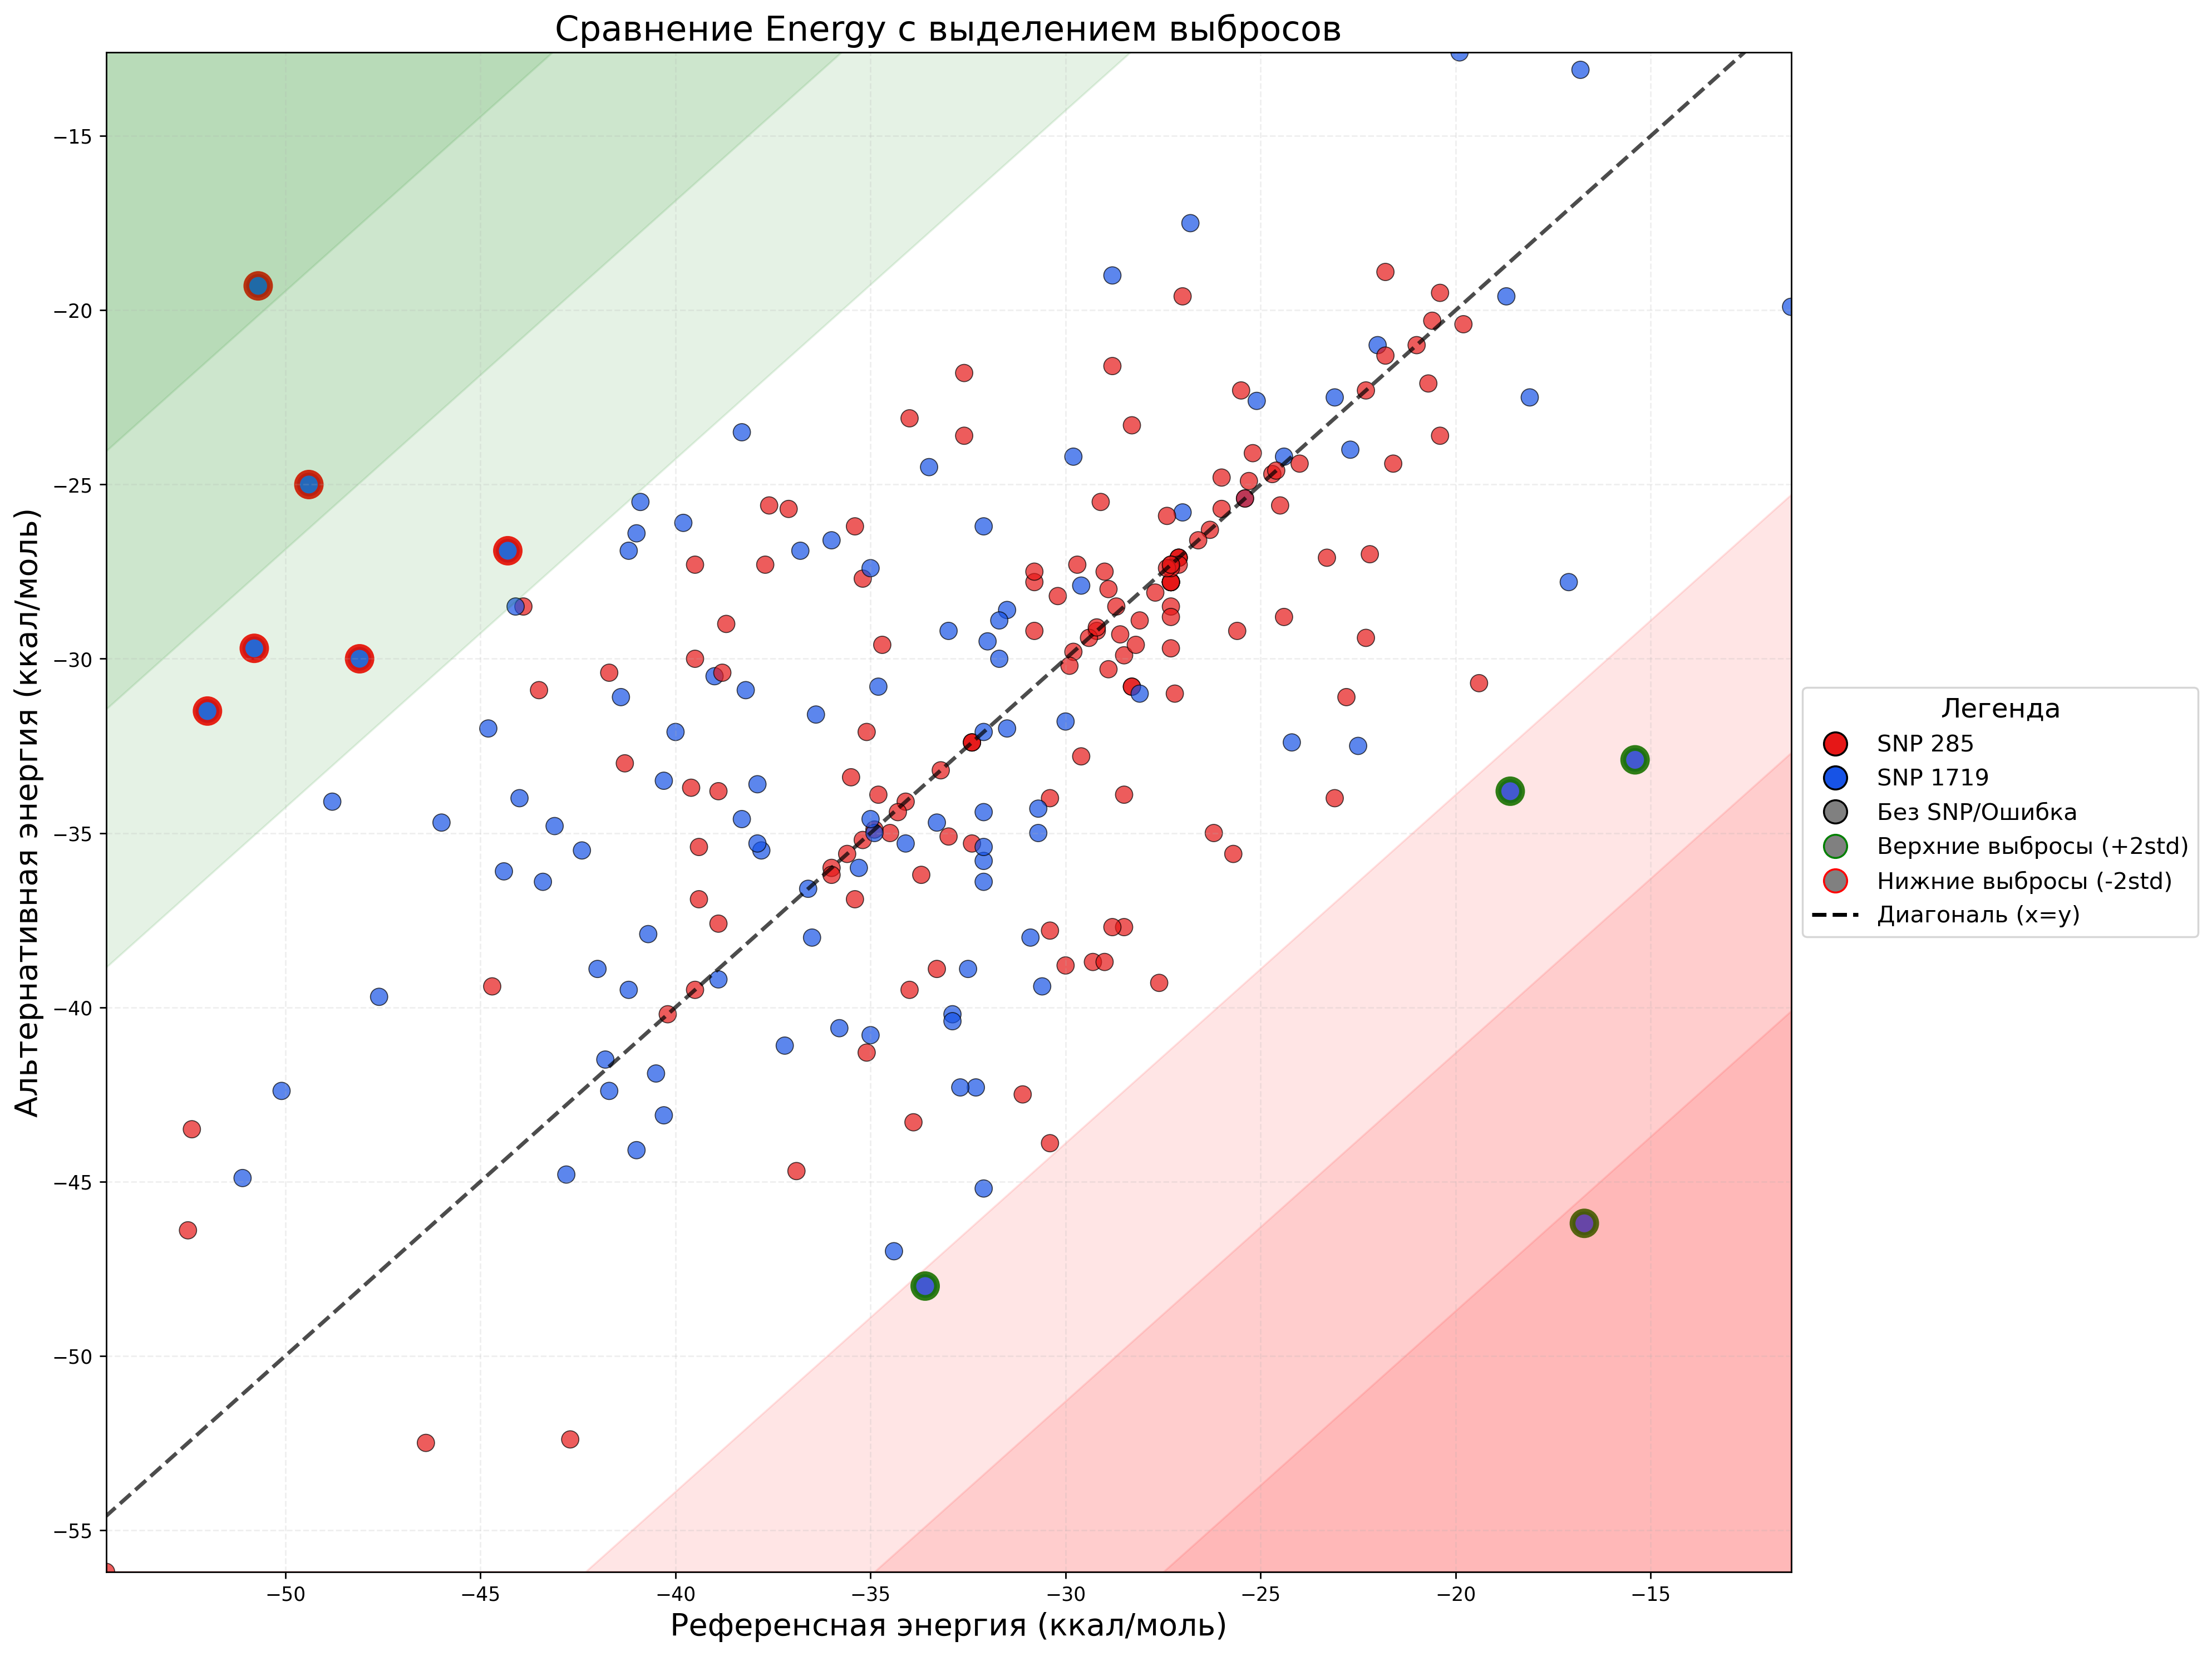 Сравнение Energy с выделением выбросов
Альтернативная энергия (ккал/моль)
−15
−20
−25
−30
−35
−40
−45
−50
−55
−50
−45
−40
−35
−30
−25
−20
−15
Референсная энергия (ккал/моль)
Легенда
SNP 285
SNP 1719
Без SNP/Ошибка
Верхние выбросы (+2std)
Нижние выбросы (-2std)
Диагональ (x=y)